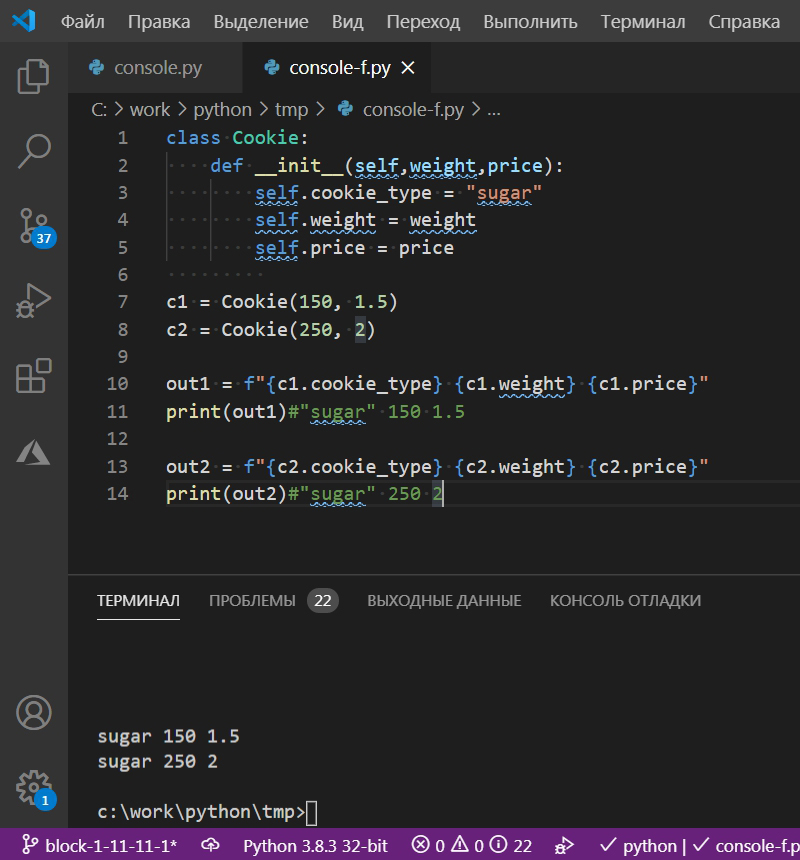 Файл Правка Выделение Вид Переход Выполнить Терминал Справка
console.py console-f.py
C: > work > python > tmp > console-f.py > ...
1 class Cookie:
2 def __init__(self,weight,price):
3 self.cookie_type = "sugar"
4 self.weight = weight
5 self.price = price
6
7 c1 = Cookie(150, 1.5)
8 c2 = Cookie(250, 2)
9
10 out1 = f"{c1.cookie_type} {c1.weight} {c1.price}"
11 print(out1)#"sugar" 150 1.5
12
13 out2 = f"{c2.cookie_type} {c2.weight} {c2.price}"
14 print(out2)#"sugar" 250 2
37
ТЕРМИНАЛ ПРОБЛЕМЫ 22 ВЫХОДНЫЕ ДАННЫЕ КОНСОЛЬ ОТЛАДКИ
sugar 150 1.5
sugar 250 2
c:\work\python\tmp>
1
block-1-11-11-1* Python 3.8.3 32-bit 0 0 22 python | console-f.p